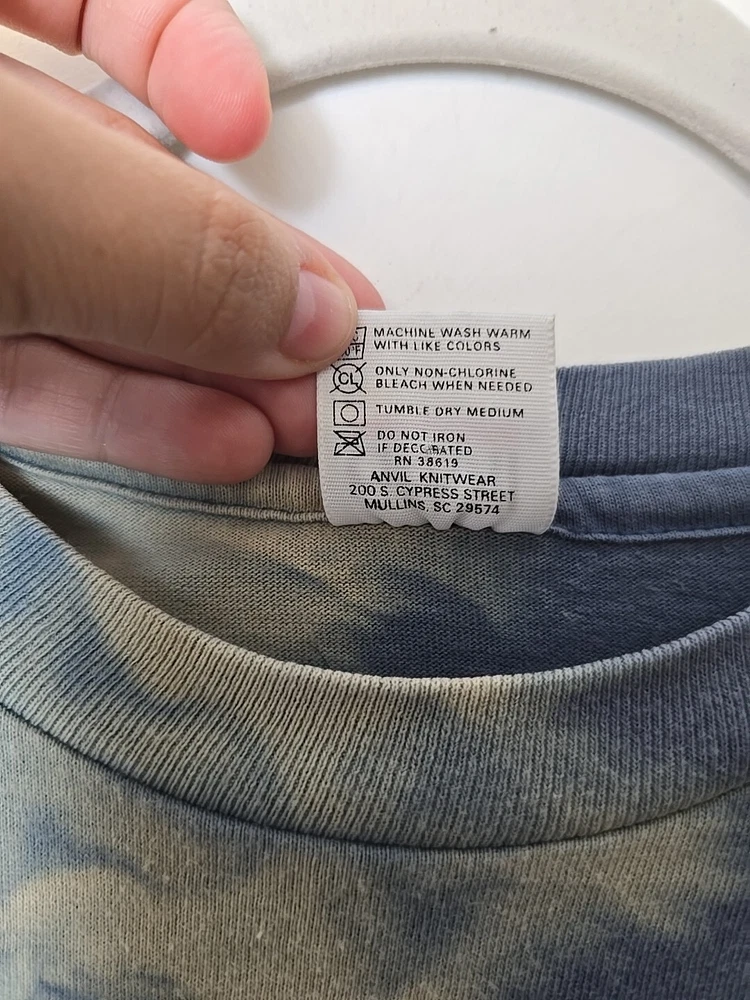 MACHINE WASH WARM
WITH LIKE COLORS
CL
ONLY NON-CHLORINE
BLEACH WHEN NEEDED
TUMBLE DRY MEDIUM
DO NOT IRON
IF DECORATED
RN 38619
ANVIL KNITWEAR
200 S. CYPRESS STREET
MULLINS, SC 29574